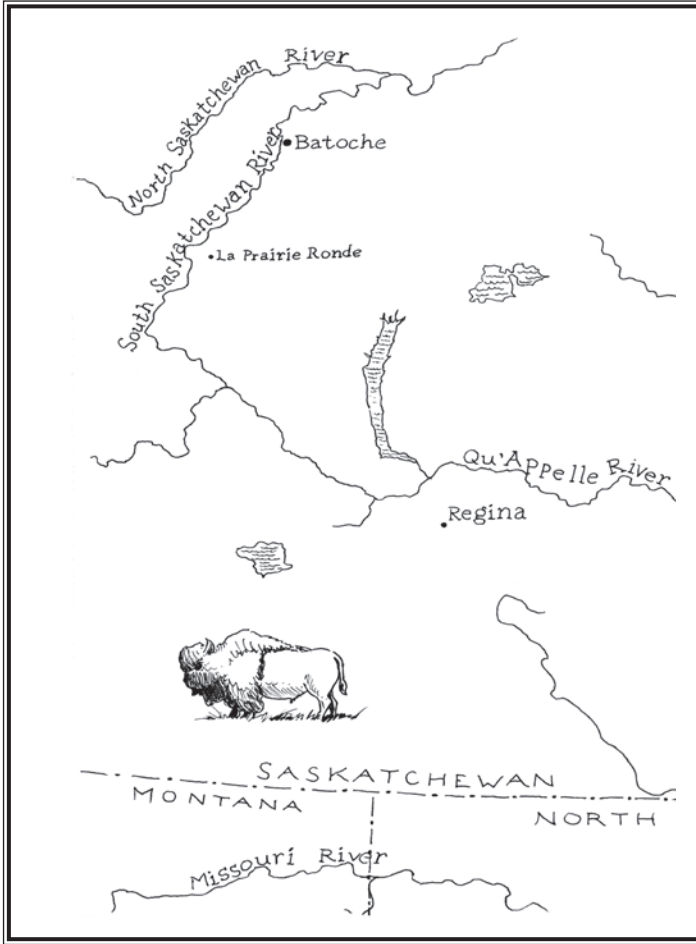 North Saskatchewan River
Batoche
South Saskatchewan River
La Prairie Ronde
Qu'Appelle River
Regina
SASKATCHEWAN
MONTANA
NORTH
Missouri River